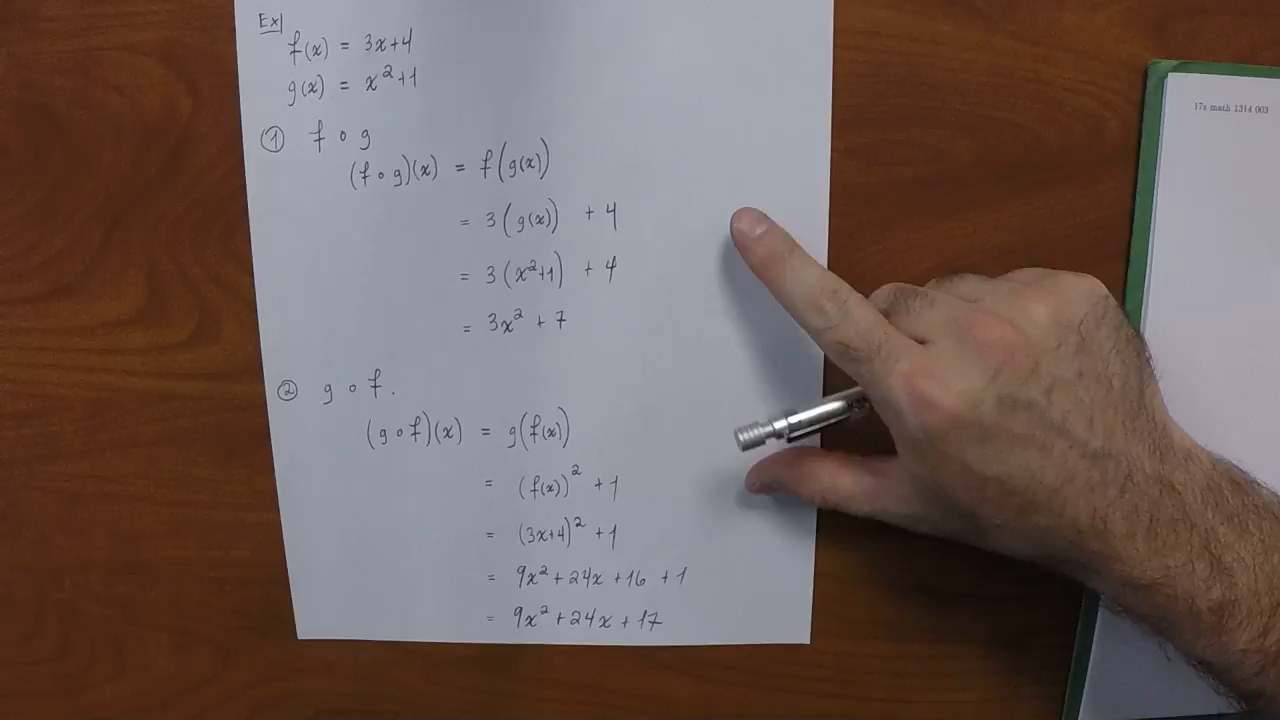 Ex|
f(x) = 3x+4
g(x) = x²+1
① f ∘ g
(f ∘ g)(x) = f(g(x))
= 3(g(x)) + 4
= 3(x²+1) + 4
= 3x² + 7
② g ∘ f.
(g ∘ f)(x) = g(f(x))
= (f(x))² + 1
= (3x+4)² + 1
= 9x² + 24x + 16 + 1
= 9x² + 24x + 17
17s math 1314 003